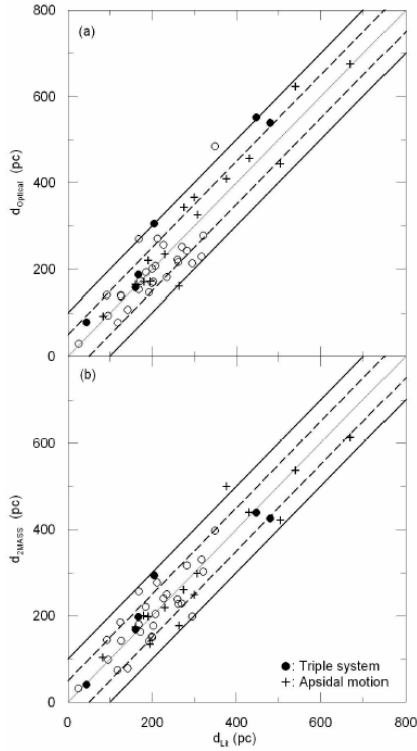 800
(a)
600
d_Optical (pc)
400
200
0
(b)
600
d_2MASS (pc)
400
200
0
● : Triple system
+ : Apsidal motion
0 200 400 600 800
d_Lit (pc)